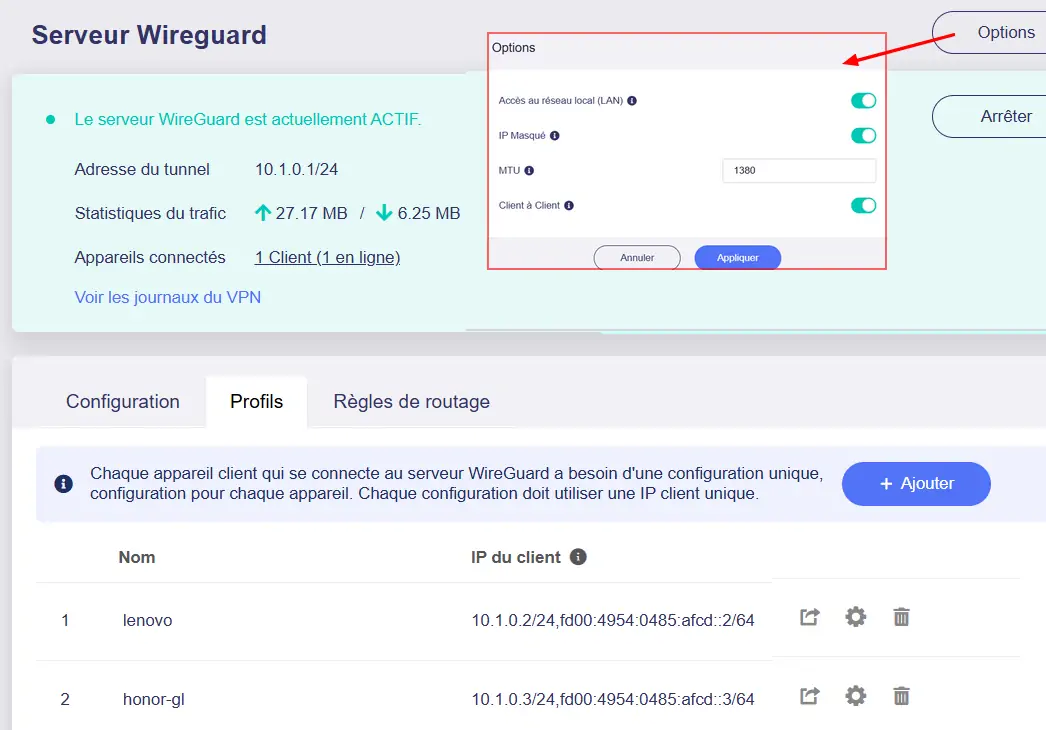 Serveur Wireguard
Options
Options
Accès au réseau local (LAN)
IP Masqué
MTU
1380
Client à Client
Annuler
Appliquer
Arrêter
Le serveur WireGuard est actuellement ACTIF.
Adresse du tunnel
10.1.0.1/24
Statistiques du trafic
27.17 MB / 6.25 MB
Appareils connectés
1 Client (1 en ligne)
Voir les journaux du VPN
Configuration
Profils
Règles de routage
Chaque appareil client qui se connecte au serveur WireGuard a besoin d'une configuration unique,
configuration pour chaque appareil. Chaque configuration doit utiliser une IP client unique.
+ Ajouter
Nom
IP du client
1
lenovo
10.1.0.2/24,fd00:4954:0485:afcd::2/64
2
honor-gl
10.1.0.3/24,fd00:4954:0485:afcd::3/64